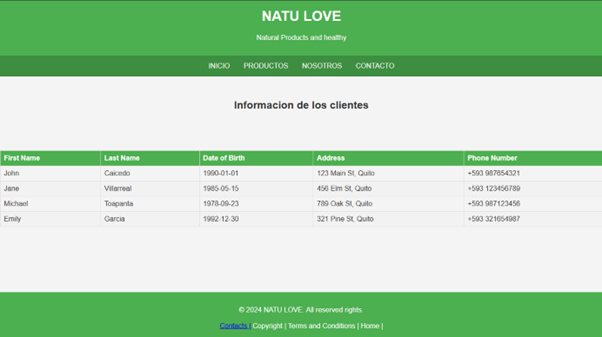 NATU LOVE
Natural Products and healthy
INICIO PRODUCTOS NOSOTROS CONTACTO
Informacion de los clientes
First Name Last Name Date of Birth Address Phone Number
John Caicedo 1990-01-01 123 Main St, Quito +593 987654321
Jane Villarreal 1985-05-15 456 Elm St, Quito +593 123456789
Michael Toapanta 1978-09-23 789 Oak St, Quito +593 987123456
Emily Garcia 1992-12-30 321 Pine St, Quito +593 321654987
© 2024 NATU LOVE. All reserved rights.
Contacts | Copyright | Terms and Conditions | Home |